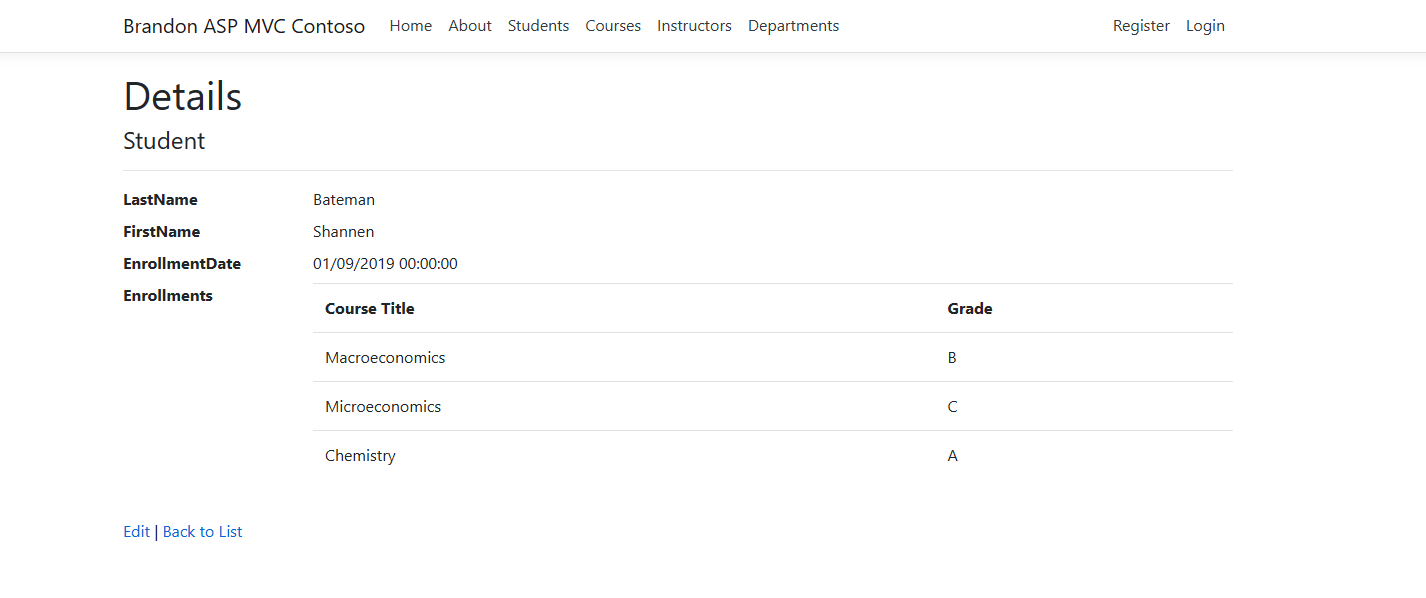 Brandon ASP MVC Contoso Home About Students Courses Instructors Departments Register Login
Details
Student
LastName Bateman
FirstName Shannen
EnrollmentDate 01/09/2019 00:00:00
Enrollments
Course Title Grade
Macroeconomics B
Microeconomics C
Chemistry A
Edit | Back to List